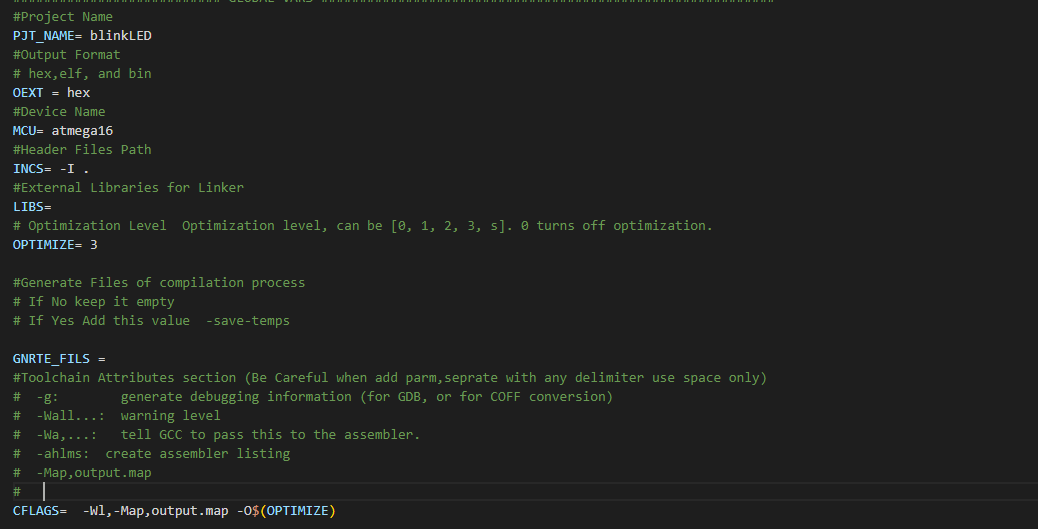 GLOBAL VARS
#Project Name
PJT_NAME= blinkLED
#Output Format
# hex,elf, and bin
OEXT = hex
#Device Name
MCU= atmega16
#Header Files Path
INCS= -I .
#External Libraries for Linker
LIBS=
# Optimization Level  Optimization level, can be [0, 1, 2, 3, s]. 0 turns off optimization.
OPTIMIZE= 3
#Generate Files of compilation process
# If No keep it empty
# If Yes Add this value  -save-temps
GNRTE_FILS =
#Toolchain Attributes section (Be Careful when add parm,seprate with any delimiter use space only)
#  -g:        generate debugging information (for GDB, or for COFF conversion)
#  -Wall...:  warning level
#  -Wa,...:   tell GCC to pass this to the assembler.
#  -ahlms:  create assembler listing
#  -Map,output.map
#
CFLAGS=  -Wl,-Map,output.map -O$(OPTIMIZE)